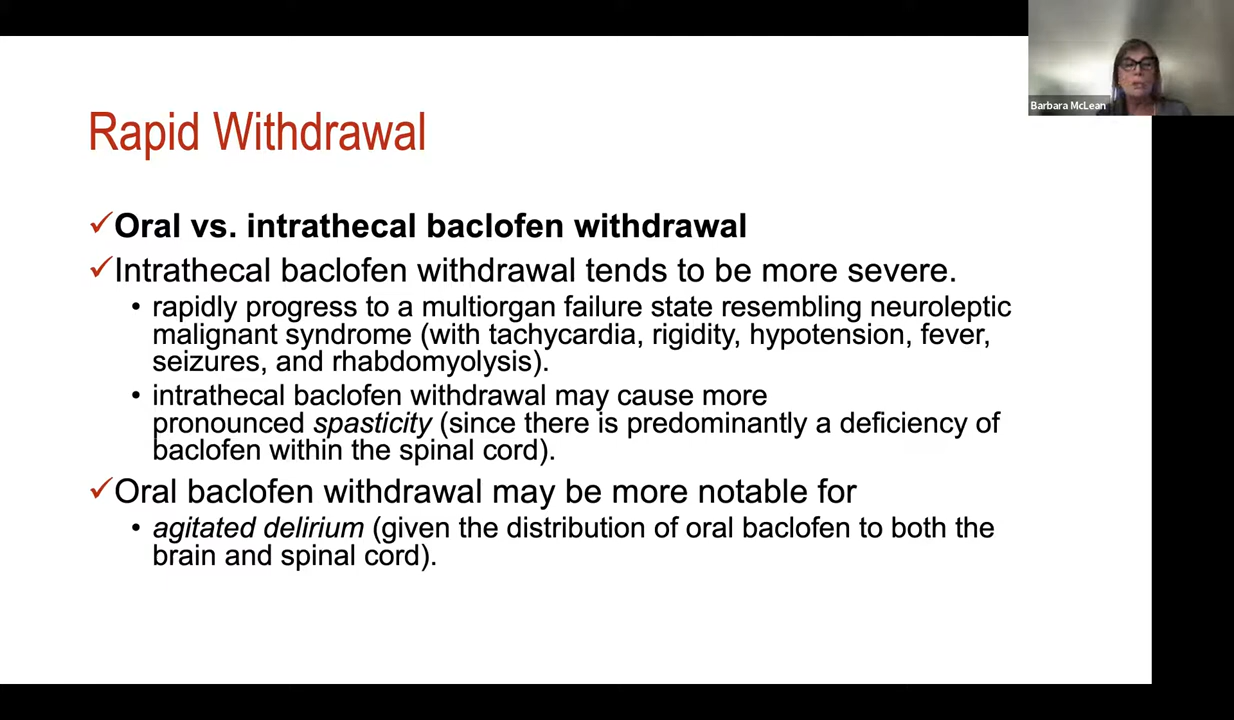 Barbara McLean
Rapid Withdrawal
✓Oral vs. intrathecal baclofen withdrawal
✓Intrathecal baclofen withdrawal tends to be more severe.
• rapidly progress to a multiorgan failure state resembling neuroleptic
malignant syndrome (with tachycardia, rigidity, hypotension, fever,
seizures, and rhabdomyolysis).
• intrathecal baclofen withdrawal may cause more
pronounced spasticity (since there is predominantly a deficiency of
baclofen within the spinal cord).
✓Oral baclofen withdrawal may be more notable for
• agitated delirium (given the distribution of oral baclofen to both the
brain and spinal cord).